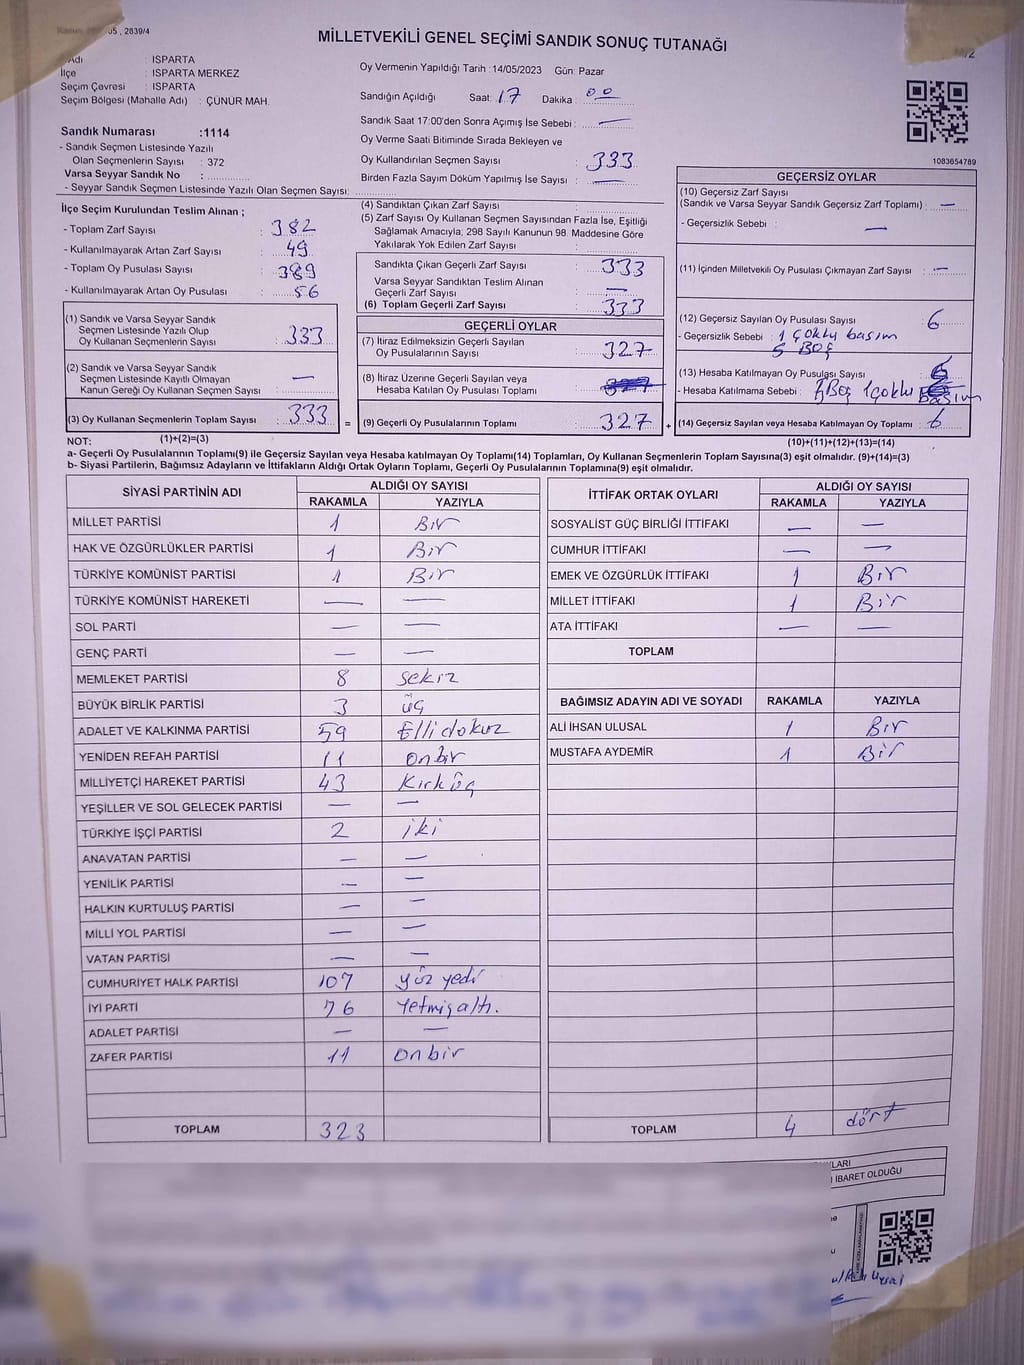 05 , 2839/4
MİLLETVEKİLİ GENEL SEÇİMİ SANDIK SONUÇ TUTANAĞI
/2
Adı : ISPARTA
İlçe : ISPARTA MERKEZ
Seçim Çevresi : ISPARTA
Seçim Bölgesi (Mahalle Adı) : ÇÜNÜR MAH.
Oy Vermenin Yapıldığı Tarih : 14/05/2023 Gün: Pazar
Sandığın Açıldığı Saat: 17 Dakika : 00
Sandık Saat 17:00'den Sonra Açımış İse Sebebi : —
Oy Verme Saati Bitiminde Sırada Bekleyen ve
Oy Kullandırılan Seçmen Sayısı : 333
Birden Fazla Sayım Döküm Yapılmış İse Sayısı : —
1083654789
Sandık Numarası :1114
- Sandık Seçmen Listesinde Yazılı
Olan Seçmenlerin Sayısı : 372
Varsa Seyyar Sandık No :
- Seyyar Sandık Seçmen Listesinde Yazılı Olan Seçmen Sayısı:
İlçe Seçim Kurulundan Teslim Alınan ;
- Toplam Zarf Sayısı : 382
- Kullanılmayarak Artan Zarf Sayısı : 49
- Toplam Oy Pusulası Sayısı : 389
- Kullanılmayarak Artan Oy Pusulası : 56
(4) Sandıktan Çıkan Zarf Sayısı :
(5) Zarf Sayısı Oy Kullanan Seçmen Sayısından Fazla İse, Eşitliği
Sağlamak Amacıyla; 298 Sayılı Kanunun 98. Maddesine Göre
Yakılarak Yok Edilen Zarf Sayısı :
Sandıkta Çıkan Geçerli Zarf Sayısı : 333
Varsa Seyyar Sandıktan Teslim Alınan
Geçerli Zarf Sayısı : —
(6) Toplam Geçerli Zarf Sayısı : 333
GEÇERSİZ OYLAR
(10) Geçersiz Zarf Sayısı
(Sandık ve Varsa Seyyar Sandık Geçersiz Zarf Toplamı) : —
- Geçersizlik Sebebi : —
(11) İçinden Milletvekili Oy Pusulası Çıkmayan Zarf Sayısı : —
(12) Geçersiz Sayılan Oy Pusulası Sayısı : 6
- Geçersizlik Sebebi : 1 çoklu basım
5 Boş
(13) Hesaba Katılmayan Oy Pusulası Sayısı : 6
- Hesaba Katılmama Sebebi : 5 Boş 1 çoklu Basım
(14) Geçersiz Sayılan veya Hesaba Katılmayan Oy Toplamı : 6
(10)+(11)+(12)+(13)=(14)
(1) Sandık ve Varsa Seyyar Sandık
Seçmen Listesinde Yazılı Olup
Oy Kullanan Seçmenlerin Sayısı : 333
(2) Sandık ve Varsa Seyyar Sandık
Seçmen Listesinde Kayıtlı Olmayan
Kanun Gereği Oy Kullanan Seçmen Sayısı : —
(3) Oy Kullanan Seçmenlerin Toplam Sayısı : 333 =
GEÇERLİ OYLAR
(7) İtiraz Edilmeksizin Geçerli Sayılan
Oy Pusulalarının Sayısı : 327
(8) İtiraz Üzerine Geçerli Sayılan veya
Hesaba Katılan Oy Pusulası Toplamı :
(9) Geçerli Oy Pusulalarının Toplamı : 327 +
NOT: (1)+(2)=(3)
a- Geçerli Oy Pusulalarının Toplamı(9) ile Geçersiz Sayılan veya Hesaba katılmayan Oy Toplamı(14) Toplamları, Oy Kullanan Seçmenlerin Toplam Sayısına(3) eşit olmalıdır. (9)+(14)=(3)
b- Siyasi Partilerin, Bağımsız Adayların ve İttifakların Aldığı Ortak Oyların Toplamı, Geçerli Oy Pusulalarının Toplamına(9) eşit olmalıdır.
SİYASİ PARTİNİN ADI ALDIĞI OY SAYISI
RAKAMLA YAZIYLA
MİLLET PARTİSİ 1 Bir
HAK VE ÖZGÜRLÜKLER PARTİSİ 1 Bir
TÜRKİYE KOMÜNİST PARTİSİ 1 Bir
TÜRKİYE KOMÜNİST HAREKETİ — —
SOL PARTİ — —
GENÇ PARTİ — —
MEMLEKET PARTİSİ 8 sekiz
BÜYÜK BİRLİK PARTİSİ 3 üç
ADALET VE KALKINMA PARTİSİ 59 Ellidokuz
YENİDEN REFAH PARTİSİ 11 onbir
MİLLİYETÇİ HAREKET PARTİSİ 43 Kırküç
YEŞİLLER VE SOL GELECEK PARTİSİ — —
TÜRKİYE İŞÇİ PARTİSİ 2 iki
ANAVATAN PARTİSİ — —
YENİLİK PARTİSİ — —
HALKIN KURTULUŞ PARTİSİ — —
MİLLİ YOL PARTİSİ — —
VATAN PARTİSİ — —
CUMHURİYET HALK PARTİSİ 107 yüz yedi
İYİ PARTİ 76 Yetmişaltı.
ADALET PARTİSİ — —
ZAFER PARTİSİ 11 onbir
TOPLAM 323
İTTİFAK ORTAK OYLARI ALDIĞI OY SAYISI
RAKAMLA YAZIYLA
SOSYALİST GÜÇ BİRLİĞİ İTTİFAKI — —
CUMHUR İTTİFAKI — —
EMEK VE ÖZGÜRLÜK İTTİFAKI 1 Bir
MİLLET İTTİFAKI 1 Bir
ATA İTTİFAKI — —
TOPLAM
BAĞIMSIZ ADAYIN ADI VE SOYADI RAKAMLA YAZIYLA
ALİ İHSAN ULUSAL 1 Bir
MUSTAFA AYDEMİR 1 Bir
TOPLAM 4 dört
LARI
İBARET OLDUĞU